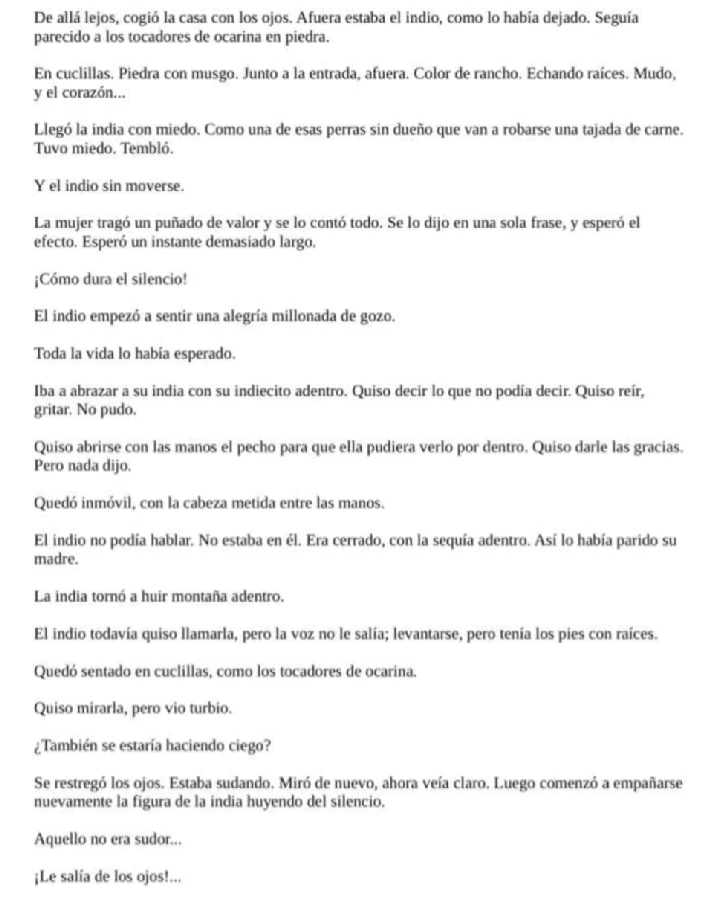 De allá lejos, cogió la casa con los ojos. Afuera estaba el indio, como lo había dejado. Seguía
parecido a los tocadores de ocarina en piedra.
En cuclillas. Piedra con musgo. Junto a la entrada, afuera. Color de rancho. Echando raíces. Mudo,
y el corazón...
Llegó la india con miedo. Como una de esas perras sin dueño que van a robarse una tajada de carne.
Tuvo miedo. Tembló.
Y el indio sin moverse.
La mujer tragó un puñado de valor y se lo contó todo. Se lo dijo en una sola frase, y esperó el
efecto. Esperó un instante demasiado largo.
¡Cómo dura el silencio!
El indio empezó a sentir una alegría millonada de gozo.
Toda la vida lo había esperado.
Iba a abrazar a su india con su indiecito adentro. Quiso decir lo que no podía decir. Quiso reír,
gritar. No pudo.
Quiso abrirse con las manos el pecho para que ella pudiera verlo por dentro. Quiso darle las gracias.
Pero nada dijo.
Quedó inmóvil, con la cabeza metida entre las manos.
El indio no podía hablar. No estaba en él. Era cerrado, con la sequía adentro. Así lo había parido su
madre.
La india tornó a huir montaña adentro.
El indio todavía quiso llamarla, pero la voz no le salía; levantarse, pero tenía los pies con raíces.
Quedó sentado en cuclillas, como los tocadores de ocarina.
Quiso mirarla, pero vio turbio.
¿También se estaría haciendo ciego?
Se restregó los ojos. Estaba sudando. Miró de nuevo, ahora veía claro. Luego comenzó a empañarse
nuevamente la figura de la india huyendo del silencio.
Aquello no era sudor...
¡Le salía de los ojos!...